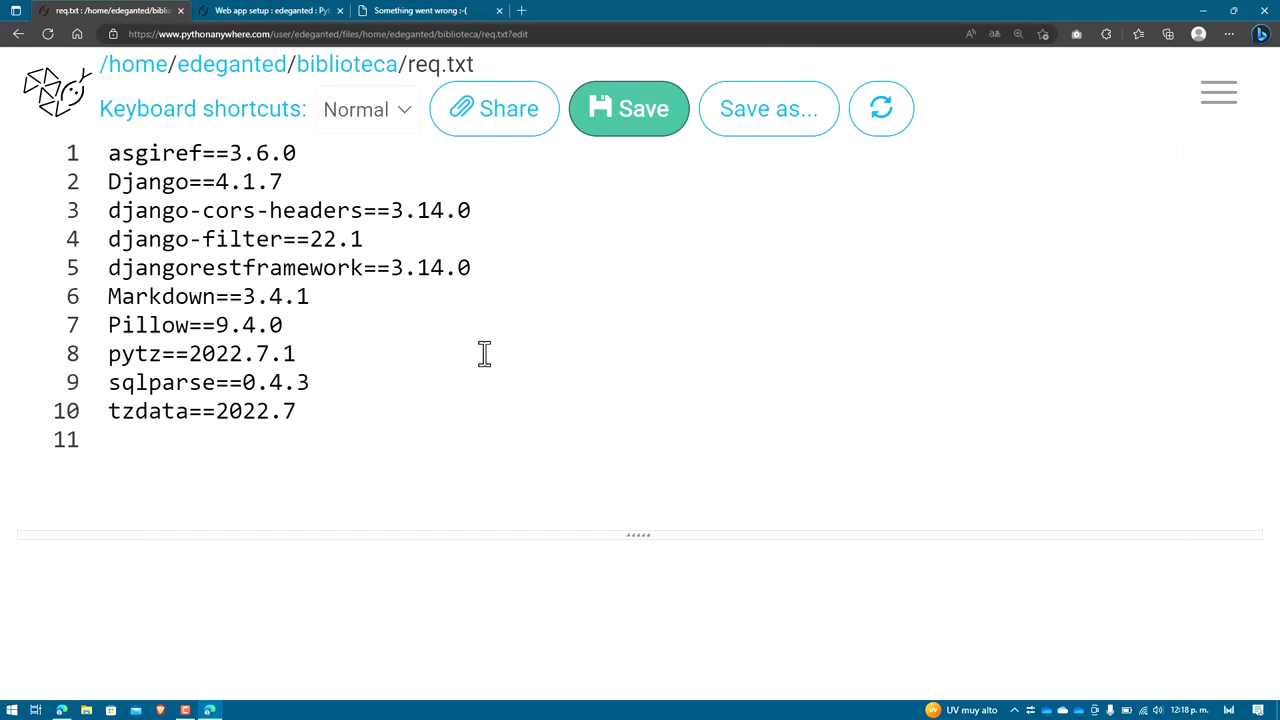 req.txt : /home/edeganted/biblio
Web app setup : edeganted : Pyt
Something went wrong :-(
https://www.pythonanywhere.com/user/edeganted/files/home/edeganted/biblioteca/req.txt?edit
/home/edeganted/biblioteca/req.txt
Keyboard shortcuts: Normal Share Save Save as...
1 asgiref==3.6.0
2 Django==4.1.7
3 django-cors-headers==3.14.0
4 django-filter==22.1
5 djangorestframework==3.14.0
6 Markdown==3.4.1
7 Pillow==9.4.0
8 pytz==2022.7.1
9 sqlparse==0.4.3
10 tzdata==2022.7
11
UV muy alto 12:18 p. m.